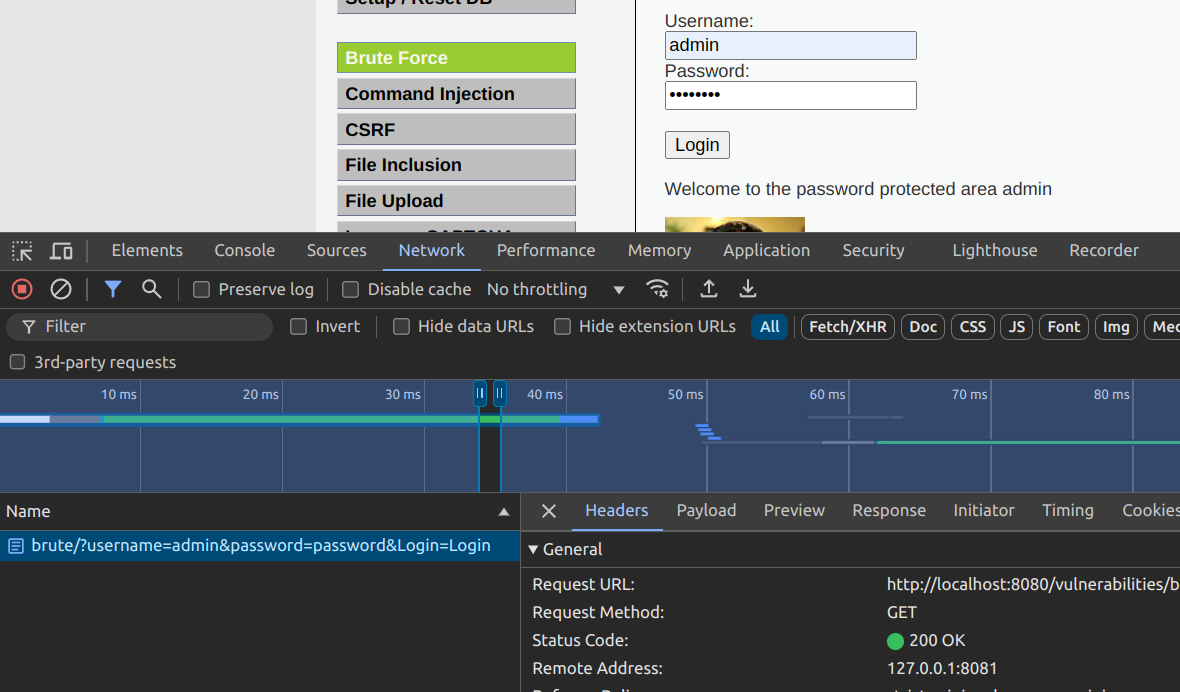 Setup / Reset DB
Brute Force
Command Injection
CSRF
File Inclusion
File Upload
Username:
admin
Password:
••••••••
Login
Welcome to the password protected area admin
Elements Console Sources Network Performance Memory Application Security Lighthouse Recorder
Preserve log Disable cache No throttling
Filter Invert Hide data URLs Hide extension URLs All Fetch/XHR Doc CSS JS Font Img Med
3rd-party requests
10 ms 20 ms 30 ms 40 ms 50 ms 60 ms 70 ms 80 ms
Name
brute/?username=admin&password=password&Login=Login
Headers Payload Preview Response Initiator Timing Cookies
General
Request URL: http://localhost:8080/vulnerabilities/b
Request Method: GET
Status Code: 200 OK
Remote Address: 127.0.0.1:8081